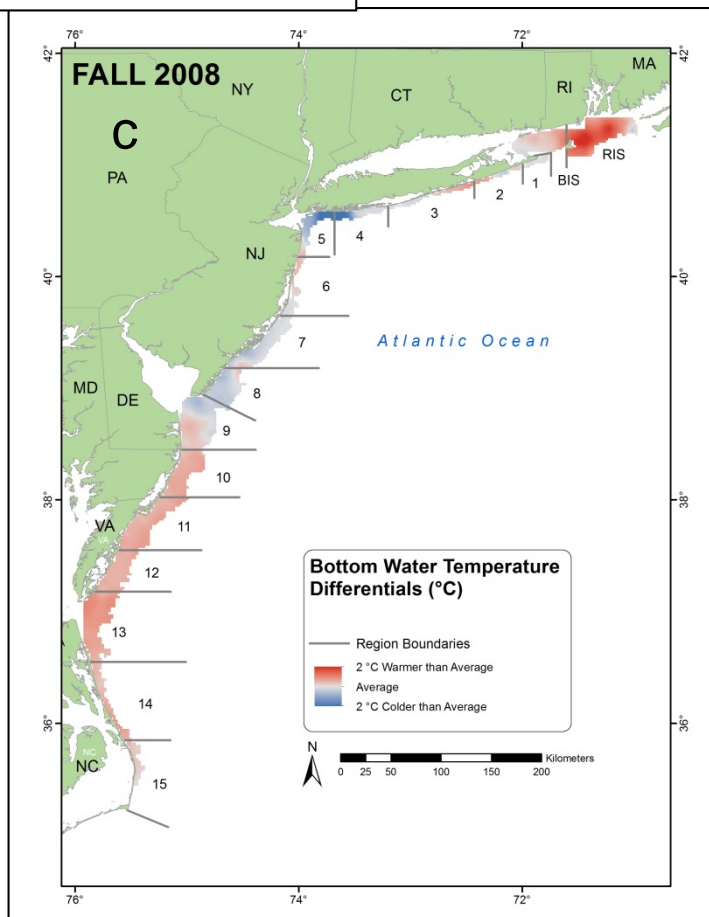 76°
74°
72°
42°
42°
FALL 2008
C
NY
CT
RI
MA
PA
RIS
BIS
1
2
3
4
5
NJ
40°
40°
6
7
Atlantic Ocean
MD
DE
8
9
10
38°
38°
VA
VA
11
12
13
14
NC
NC
15
36°
36°
Bottom Water Temperature
Differentials (°C)
Region Boundaries
2 °C Warmer than Average
Average
2 °C Colder than Average
N
Kilometers
0 25 50 100 150 200
76°
74°
72°